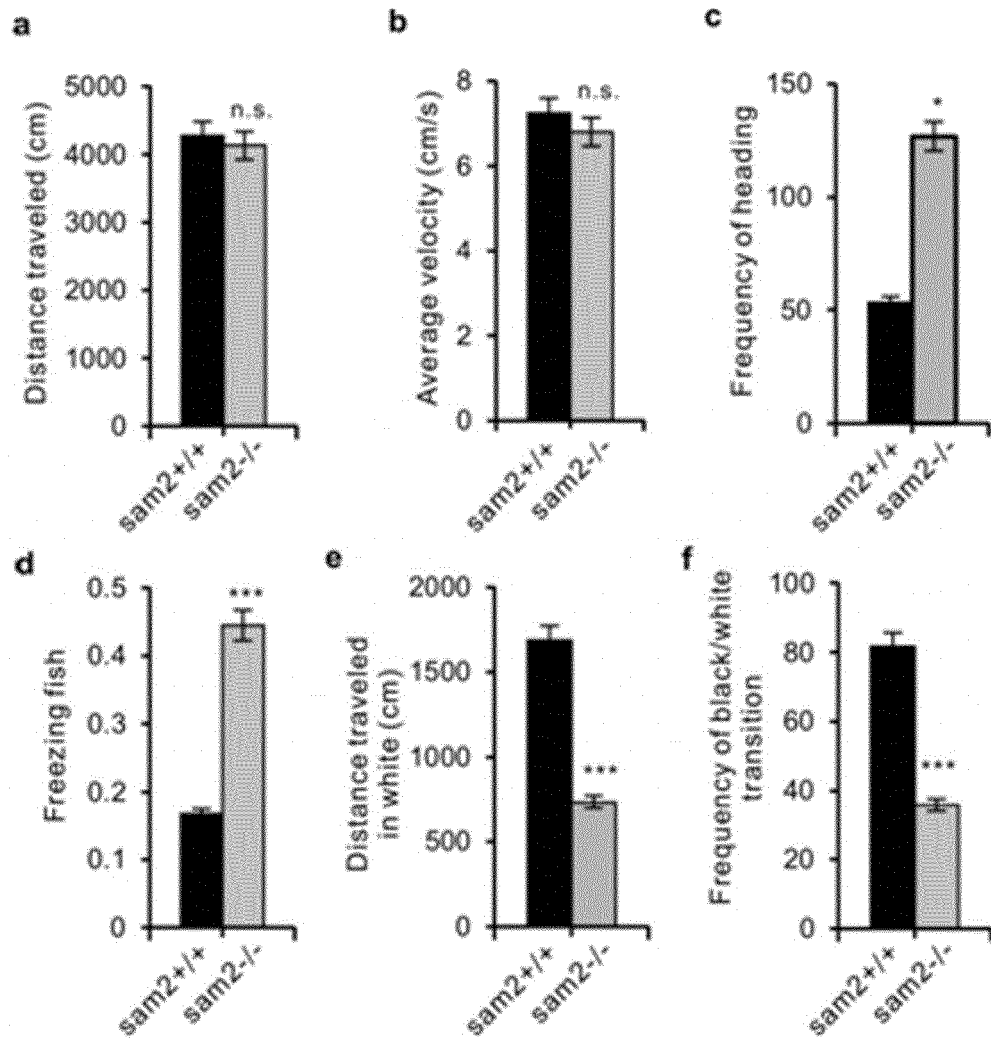 a
Distance traveled (cm)
5000
4000
3000
2000
1000
0
n.s.
sam2+/+
sam2-/-
b
Average velocity (cm/s)
8
6
4
2
0
n.s.
sam2+/+
sam2-/-
c
Frequency of heading
150
100
50
0
*
sam2+/+
sam2-/-
d
Freezing fish
0.5
0.4
0.3
0.2
0.1
0
***
sam2+/+
sam2-/-
e
Distance traveled
in white (cm)
2000
1500
1000
500
0
***
sam2+/+
sam2-/-
f
Frequency of black/white
transition
100
80
60
40
20
0
***
sam2+/+
sam2-/-